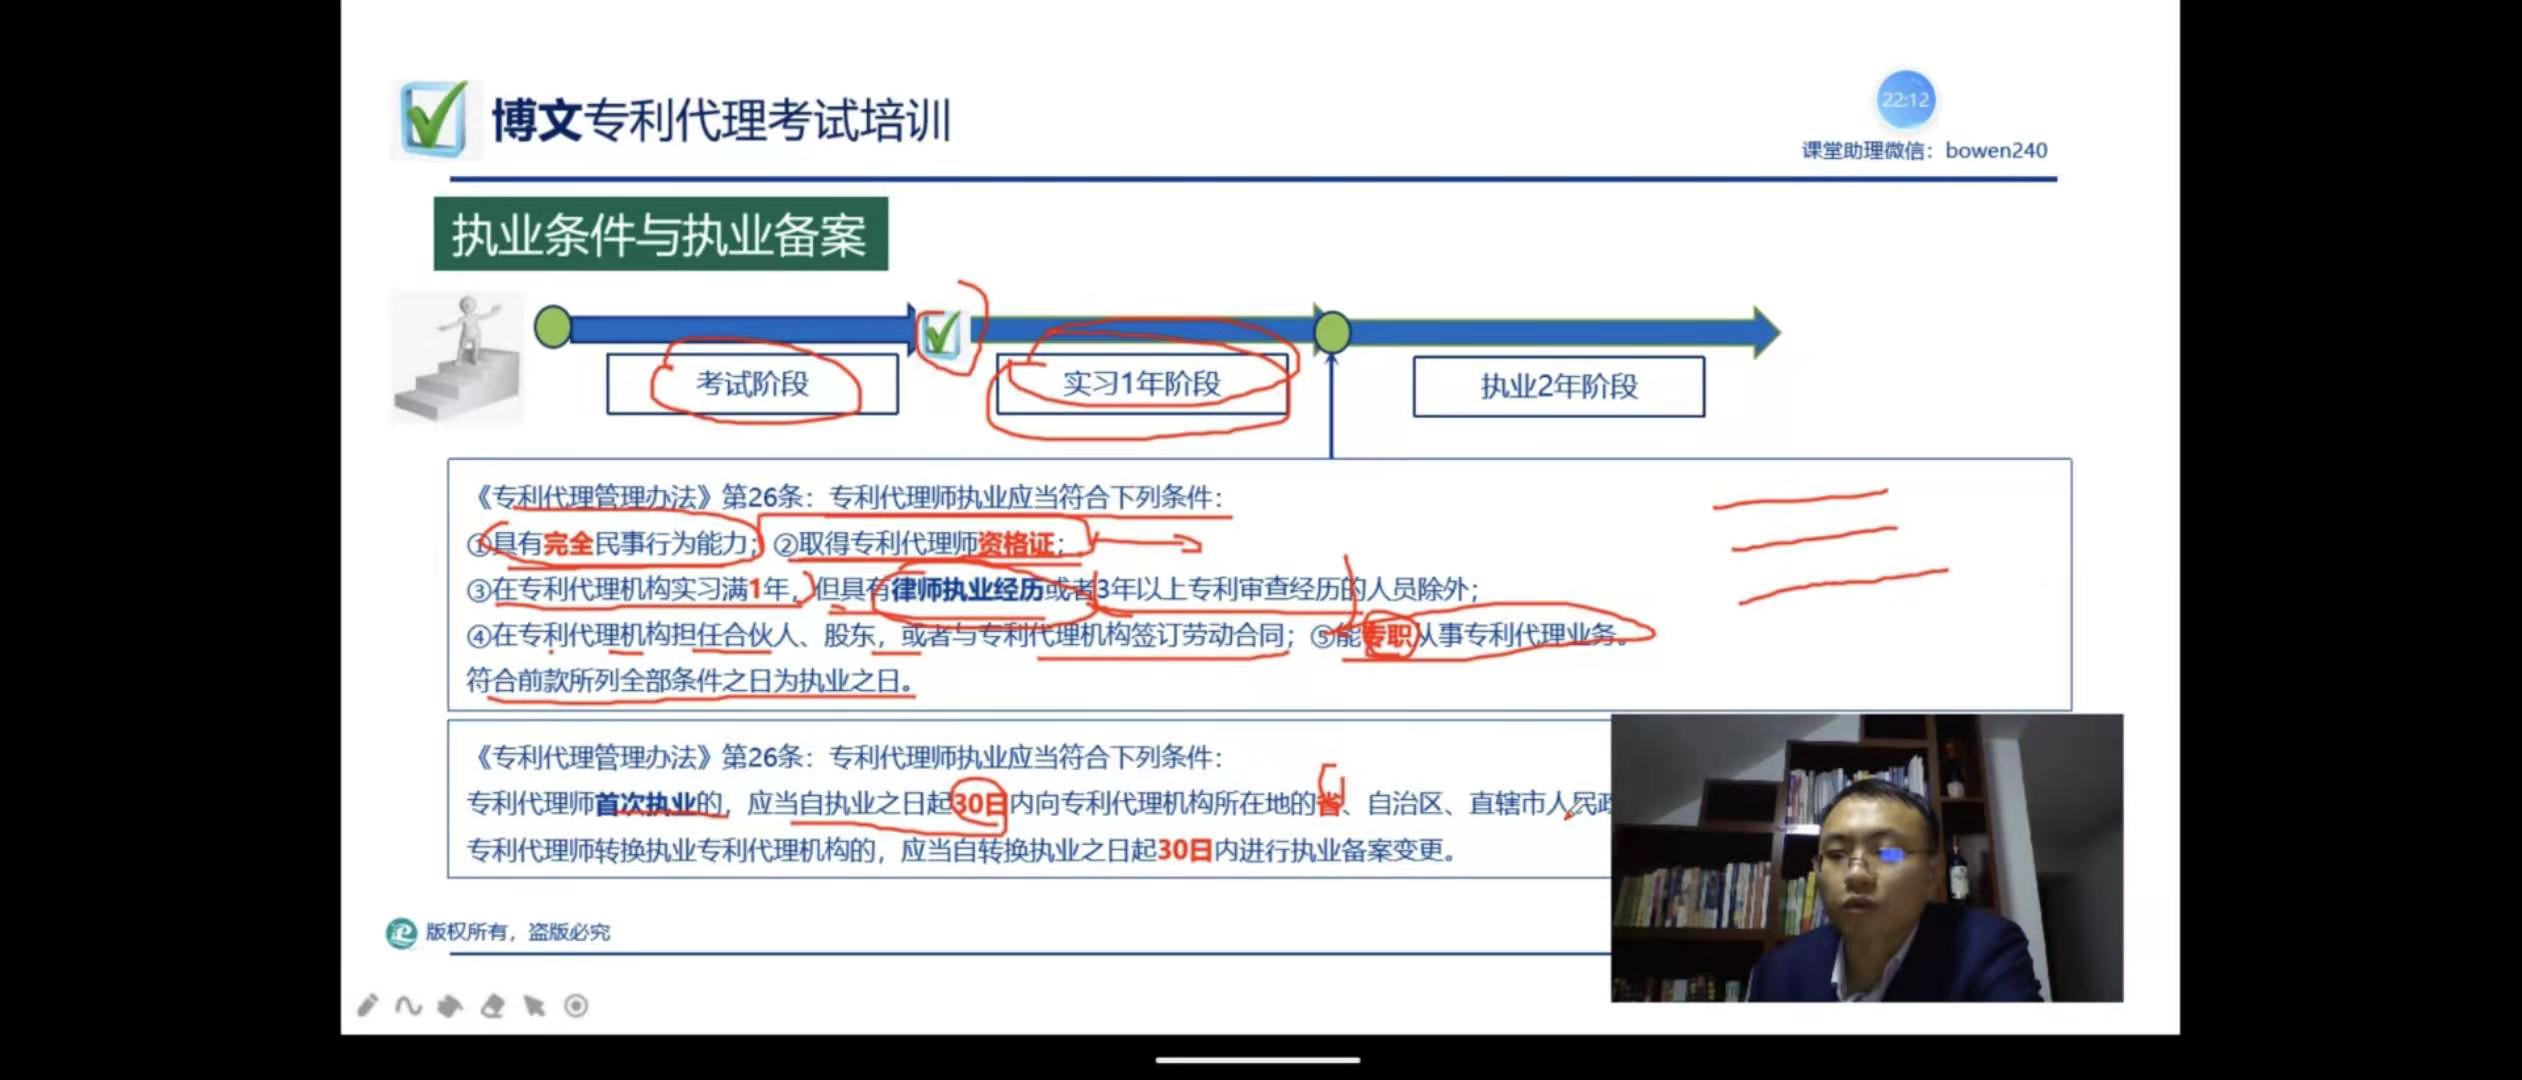 博文专利代理考试培训
22:12
课堂助理微信：bowen240
执业条件与执业备案
考试阶段
实习1年阶段
执业2年阶段
《专利代理管理办法》第26条：专利代理师执业应当符合下列条件：
①具有完全民事行为能力；②取得专利代理师资格证；
③在专利代理机构实习满1年，但具有律师执业经历或者3年以上专利审查经历的人员除外；
④在专利代理机构担任合伙人、股东，或者与专利代理机构签订劳动合同；⑤能专职从事专利代理业务。
符合前款所列全部条件之日为执业之日。
《专利代理管理办法》第26条：专利代理师执业应当符合下列条件：
专利代理师首次执业的，应当自执业之日起30日内向专利代理机构所在地的省、自治区、直辖市人民政
专利代理师转换执业专利代理机构的，应当自转换执业之日起30日内进行执业备案变更。
版权所有，盗版必究